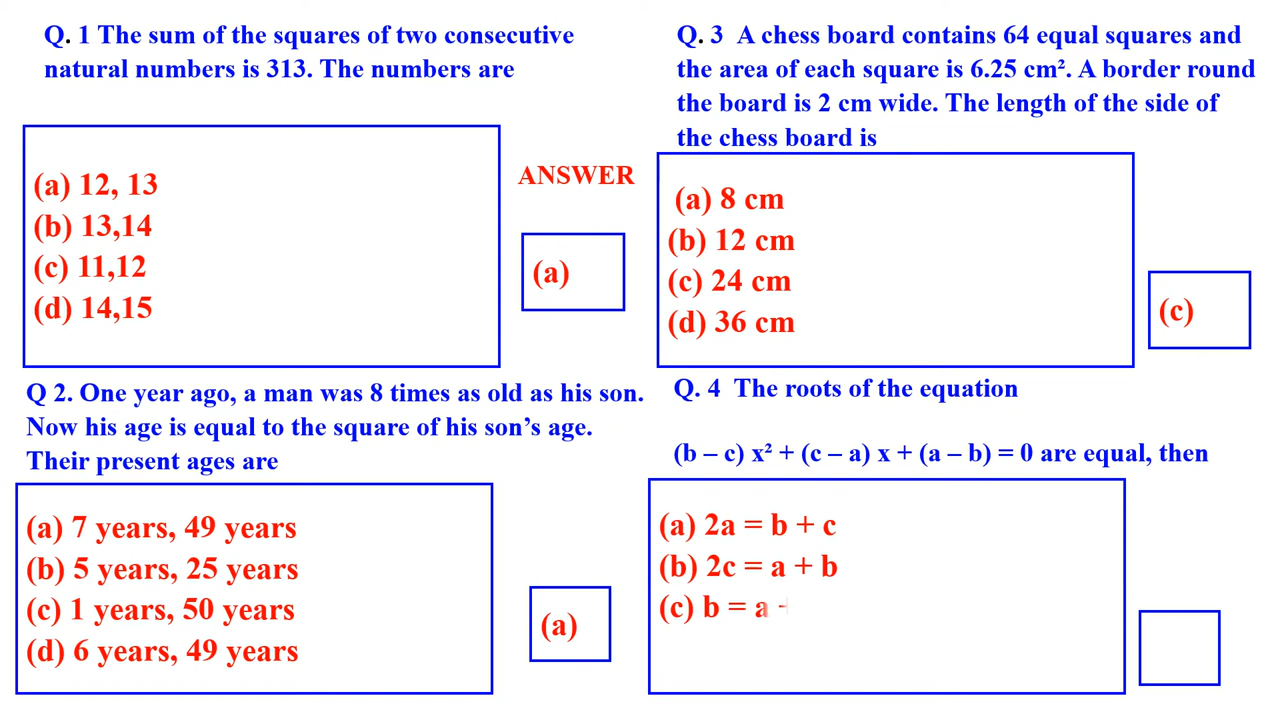 Q. 1 The sum of the squares of two consecutive
natural numbers is 313. The numbers are
(a) 12, 13
(b) 13,14
(c) 11,12
(d) 14,15
ANSWER
(a)
Q 2. One year ago, a man was 8 times as old as his son.
Now his age is equal to the square of his son’s age.
Their present ages are
(a) 7 years, 49 years
(b) 5 years, 25 years
(c) 1 years, 50 years
(d) 6 years, 49 years
(a)
Q. 3 A chess board contains 64 equal squares and
the area of each square is 6.25 cm². A border round
the board is 2 cm wide. The length of the side of
the chess board is
(a) 8 cm
(b) 12 cm
(c) 24 cm
(d) 36 cm
(c)
Q. 4 The roots of the equation
(b – c) x² + (c – a) x + (a – b) = 0 are equal, then
(a) 2a = b + c
(b) 2c = a + b
(c) b = a